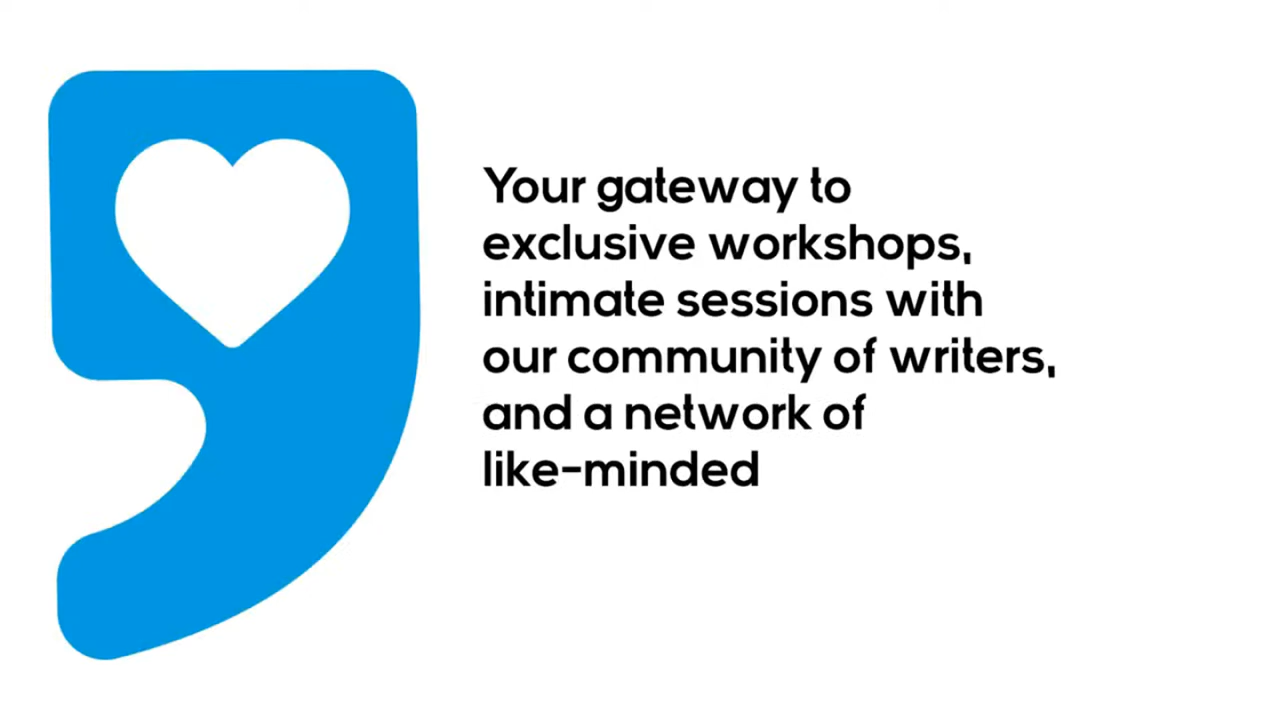 Your gateway to
exclusive workshops,
intimate sessions with
our community of writers,
and a network of
like-minded